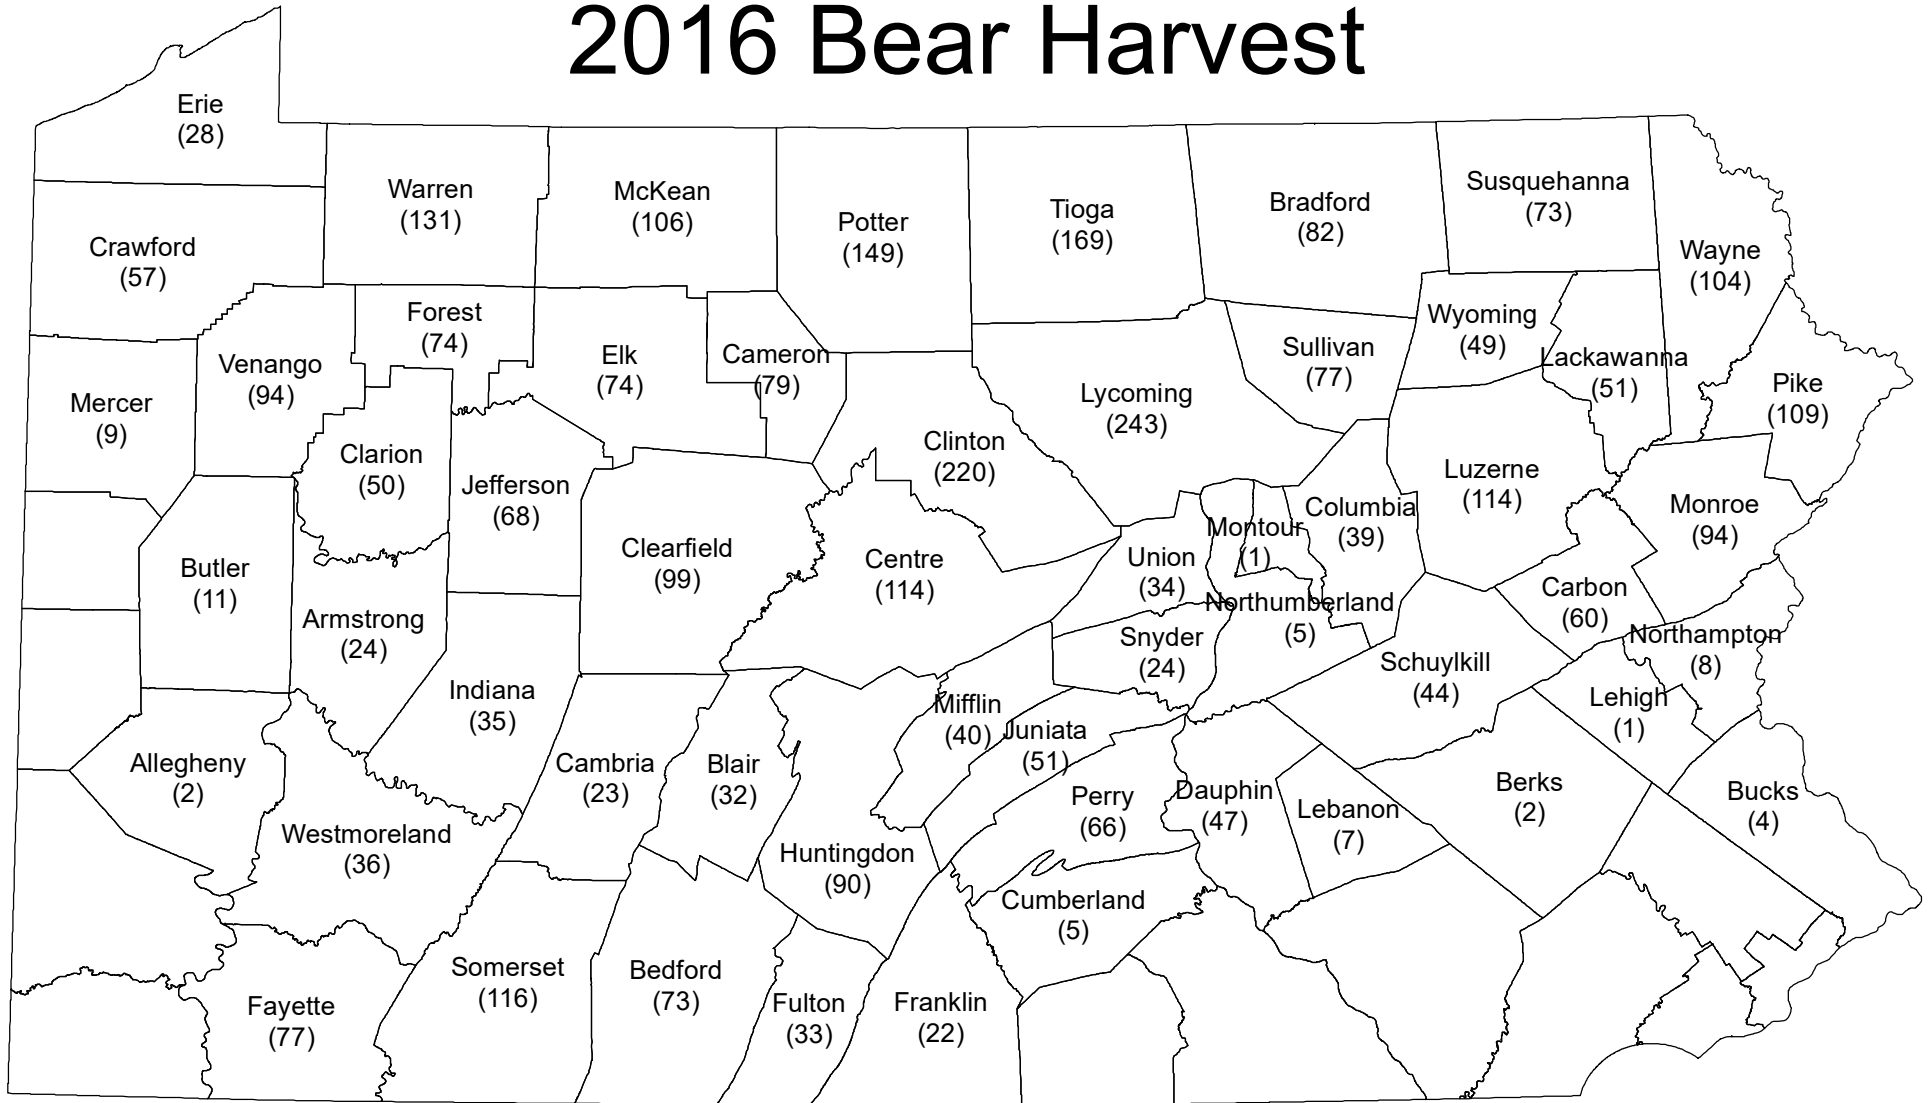 2016 Bear Harvest
Erie
(28)
Warren
(131)
McKean
(106)
Potter
(149)
Tioga
(169)
Bradford
(82)
Susquehanna
(73)
Wayne
(104)
Crawford
(57)
Forest
(74)
Venango
(94)
Elk
(74)
Cameron
(79)
Sullivan
(77)
Wyoming
(49)
Lackawanna
(51)
Pike
(109)
Mercer
(9)
Clarion
(50)
Jefferson
(68)
Clinton
(220)
Lycoming
(243)
Columbia
(39)
Luzerne
(114)
Monroe
(94)
Butler
(11)
Armstrong
(24)
Clearfield
(99)
Centre
(114)
Union
(34)
Montour
(1)
Northumberland
(5)
Carbon
(60)
Northampton
(8)
Snyder
(24)
Schuylkill
(44)
Lehigh
(1)
Indiana
(35)
Mifflin
(40)
Juniata
(51)
Allegheny
(2)
Cambria
(23)
Blair
(32)
Perry
(66)
Dauphin
(47)
Lebanon
(7)
Berks
(2)
Bucks
(4)
Westmoreland
(36)
Huntingdon
(90)
Cumberland
(5)
Fayette
(77)
Somerset
(116)
Bedford
(73)
Fulton
(33)
Franklin
(22)